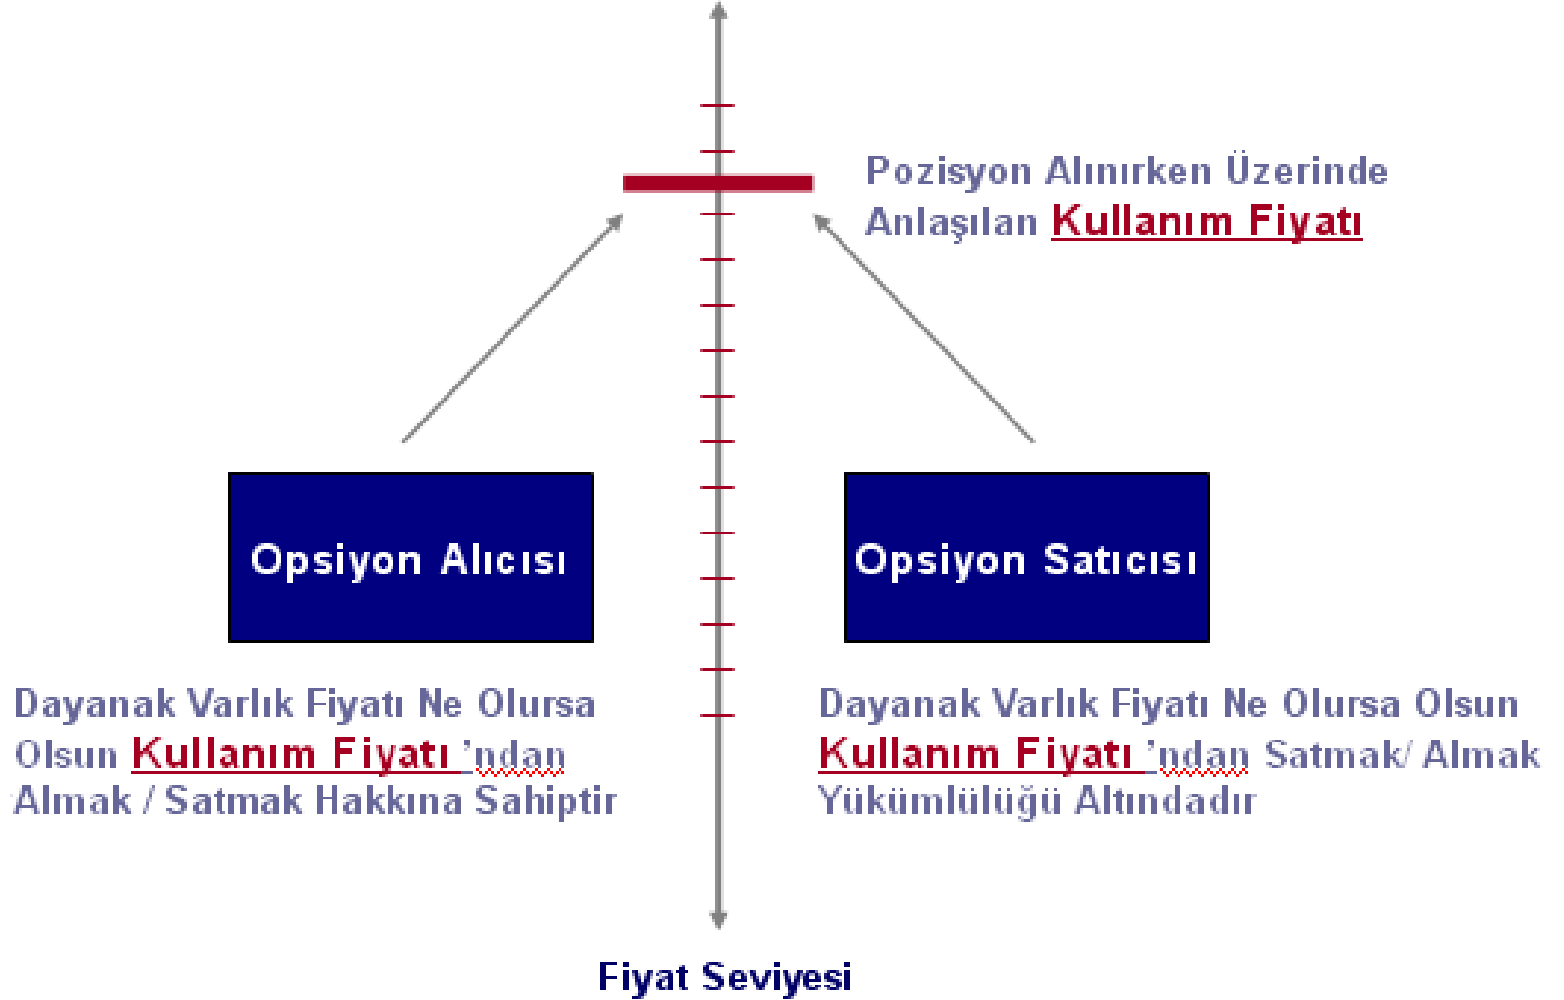 Pozisyon Alınırken Üzerinde
Anlaşılan Kullanım Fiyatı
Opsiyon Alıcısı
Opsiyon Satıcısı
Dayanak Varlık Fiyatı Ne Olursa
Olsun Kullanım Fiyatı 'ndan
Almak / Satmak Hakkına Sahiptir
Dayanak Varlık Fiyatı Ne Olursa Olsun
Kullanım Fiyatı 'ndan Satmak/ Almak
Yükümlülüğü Altındadır
Fiyat Seviyesi